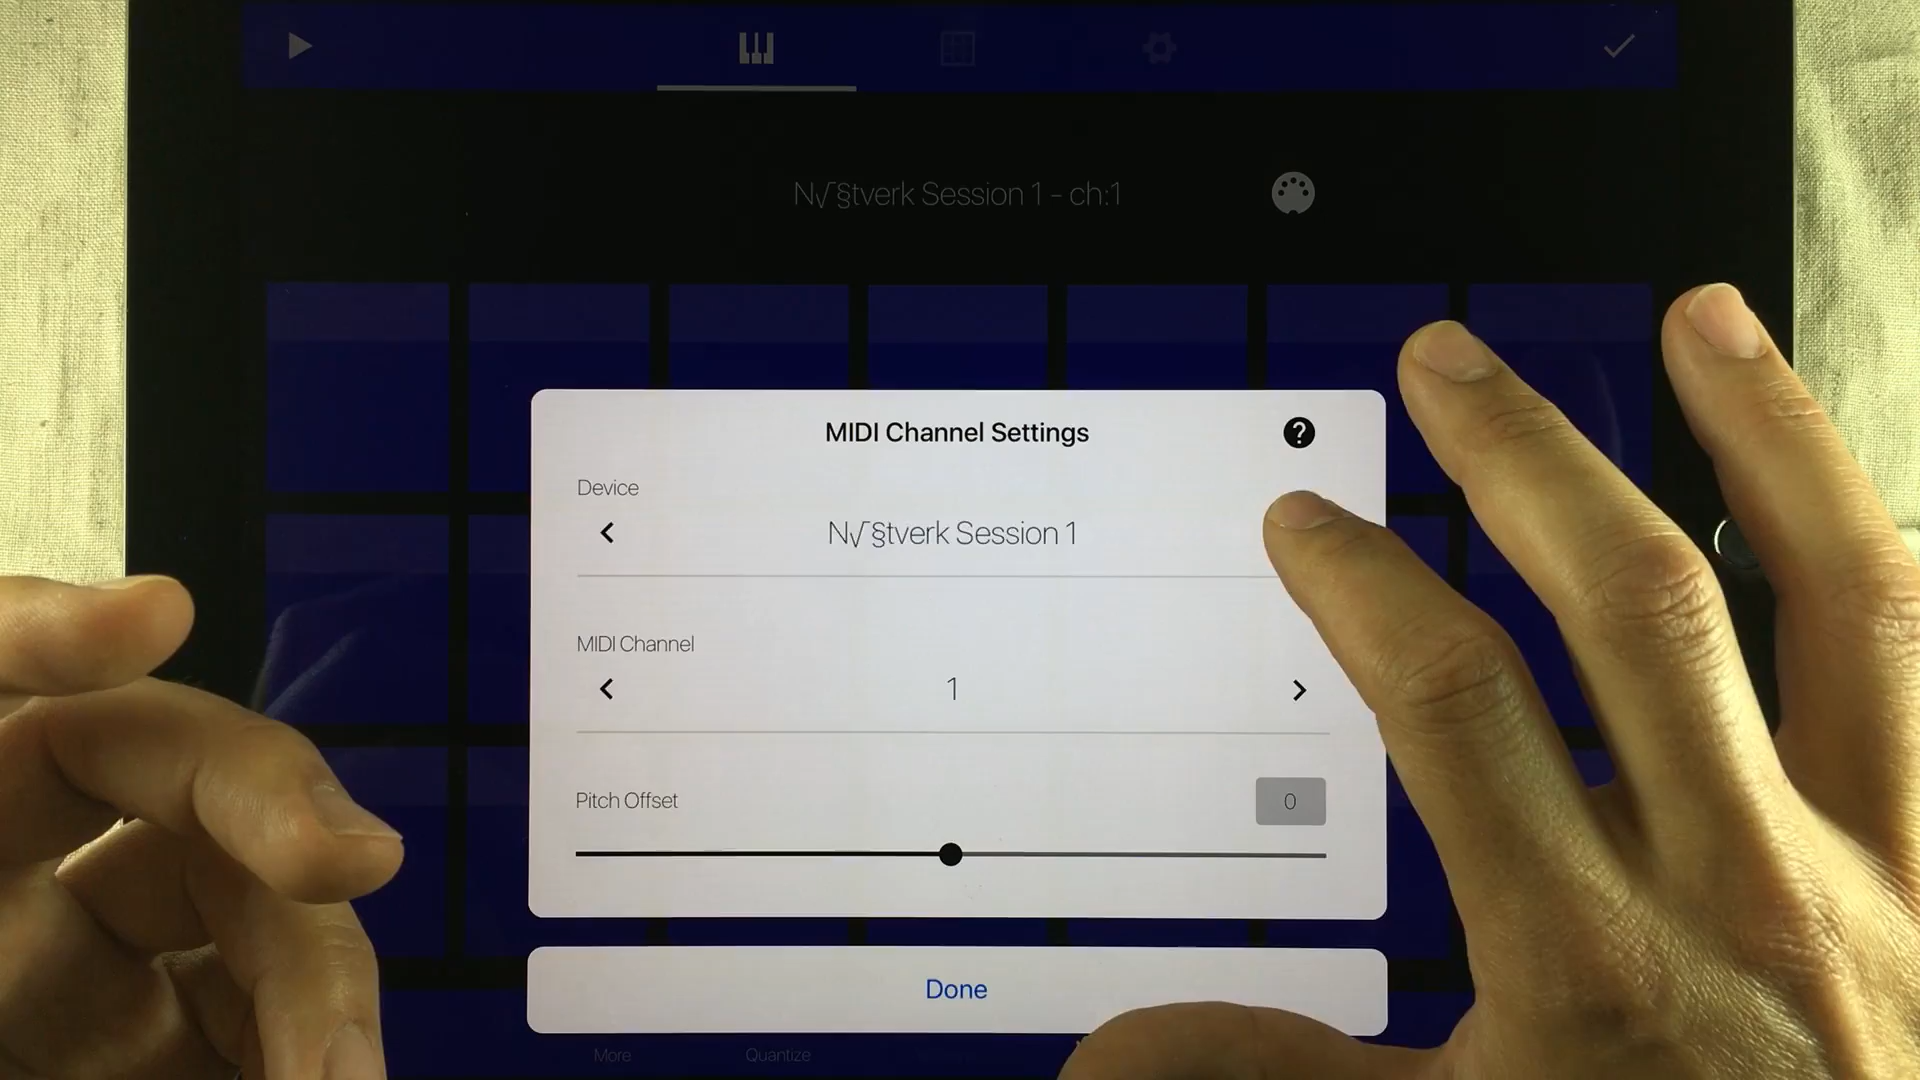 N√§tverk Session 1 - ch:1
MIDI Channel Settings
?
Device
N√§tverk Session 1
MIDI Channel
1
Pitch Offset
0
Done
More
Quantize